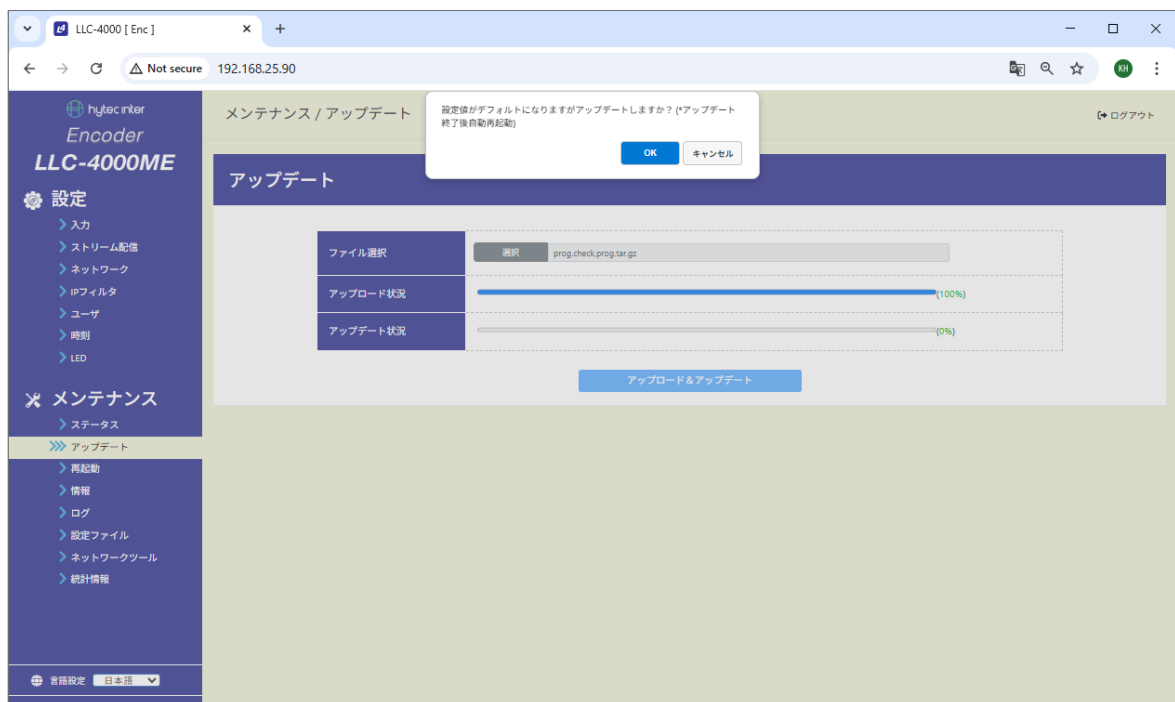 LLC-4000 [ Enc ]
Not secure
192.168.25.90
KH
hytec inter
Encoder
LLC-4000ME
設定
入力
ストリーム配信
ネットワーク
IPフィルタ
ユーザ
時刻
LED
メンテナンス
ステータス
アップデート
再起動
情報
ログ
設定ファイル
ネットワークツール
統計情報
言語設定 日本語
メンテナンス / アップデート
ログアウト
設定値がデフォルトになりますがアップデートしますか? (*アップデート
終了後自動再起動)
OK キャンセル
アップデート
ファイル選択 選択 prog.check,prog.tar.gz
アップロード状況 (100%)
アップデート状況 (0%)
アップロード&アップデート